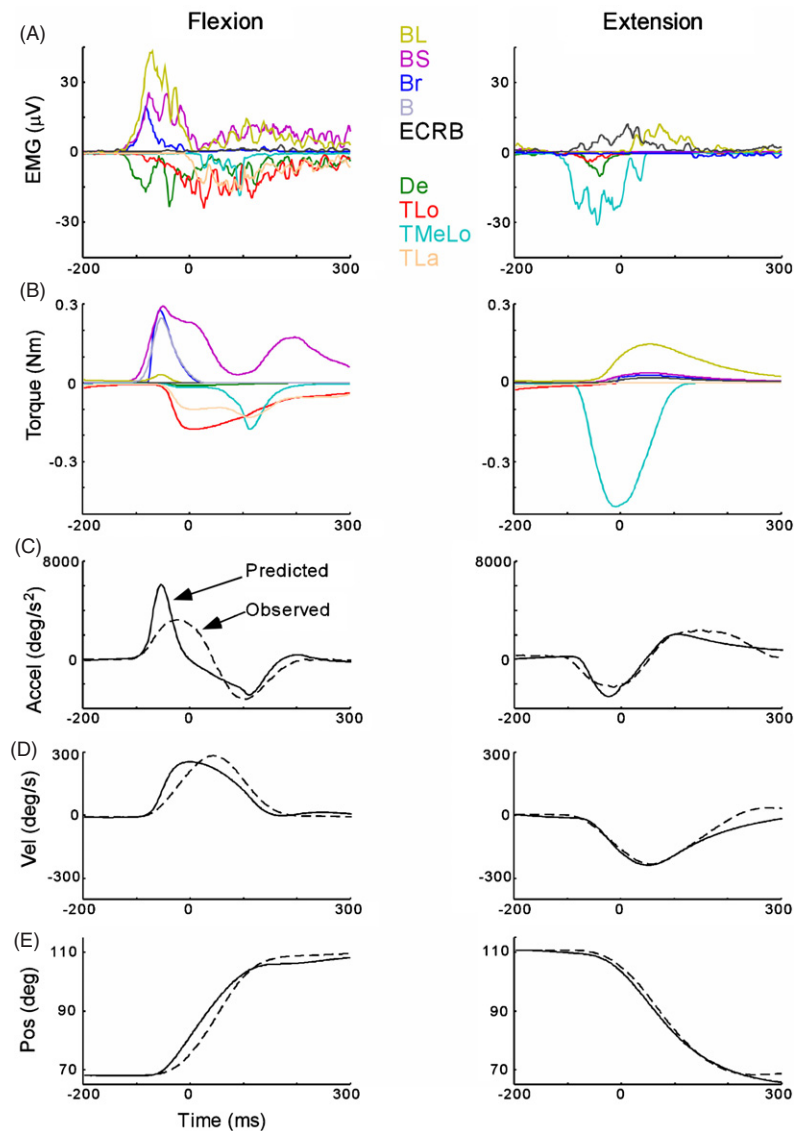 (A)
Flexion
Extension
BL
BS
Br
B
ECRB
De
TLo
TMeLo
TLa
EMG (μV)
30
0
-30
-200
0
300
30
0
-30
-200
0
300
(B)
Torque (Nm)
0.3
0
-0.3
-200
0
300
0.3
0
-0.3
-200
0
300
(C)
Accel (deg/s²)
8000
0
Predicted
Observed
-200
0
300
8000
0
-200
0
300
(D)
Vel (deg/s)
300
0
-300
-200
0
300
300
0
-300
-200
0
300
(E)
Pos (deg)
110
90
70
-200
0
300
Time (ms)
110
90
70
-200
0
300